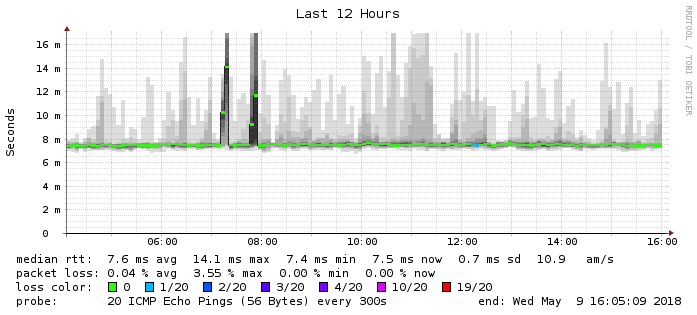 Last 12 Hours
RRDTOOL / TOBI OETIKER
Seconds
16 m
14 m
12 m
10 m
8 m
6 m
4 m
2 m
0
06:00 08:00 10:00 12:00 14:00 16:00
median rtt: 7.6 ms avg 14.1 ms max 7.4 ms min 7.5 ms now 0.7 ms sd 10.9 am/s
packet loss: 0.04 % avg 3.55 % max 0.00 % min 0.00 % now
loss color: 0 1/20 2/20 3/20 4/20 10/20 19/20
probe: 20 ICMP Echo Pings (56 Bytes) every 300s end: Wed May 9 16:05:09 2018